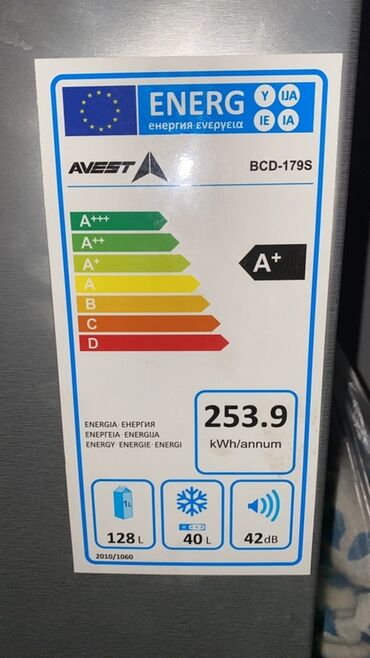 ENERG Y IJA IE IA
енергия·ενεργεια
AVEST BCD-179S
A+++
A++
A+
A
B
C
D
A+
ENERGIA·ЕНЕРГИЯ
ΕΝΕΡΓΕΙΑ·ENERGIJA
ENERGY·ENERGIE·ENERGI
253.9
kWh/annum
1L
128 L
40 L
42dB
2010/1060